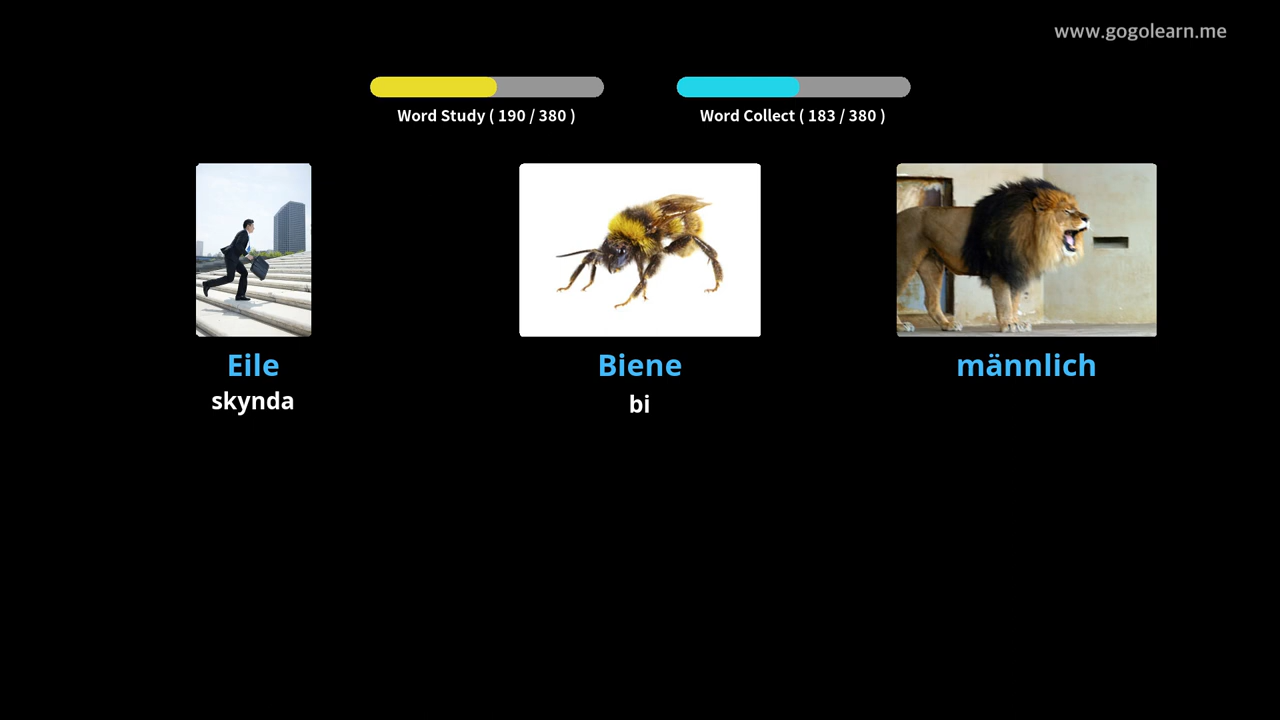 www.gogolearn.me
Word Study ( 190 / 380 )
Word Collect ( 183 / 380 )
Eile
skynda
Biene
bi
männlich